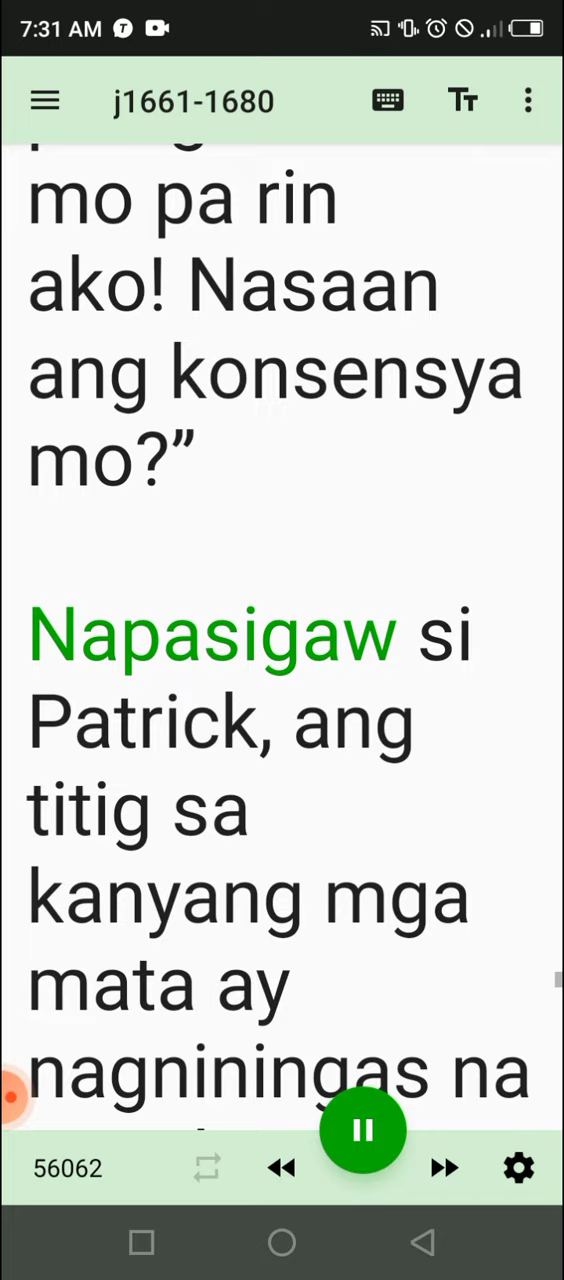 7:31 AM
j1661-1680
mo pa rin
ako! Nasaan
ang konsensya
mo?”
Napasigaw si
Patrick, ang
titig sa
kanyang mga
mata ay
nagniningas na
56062